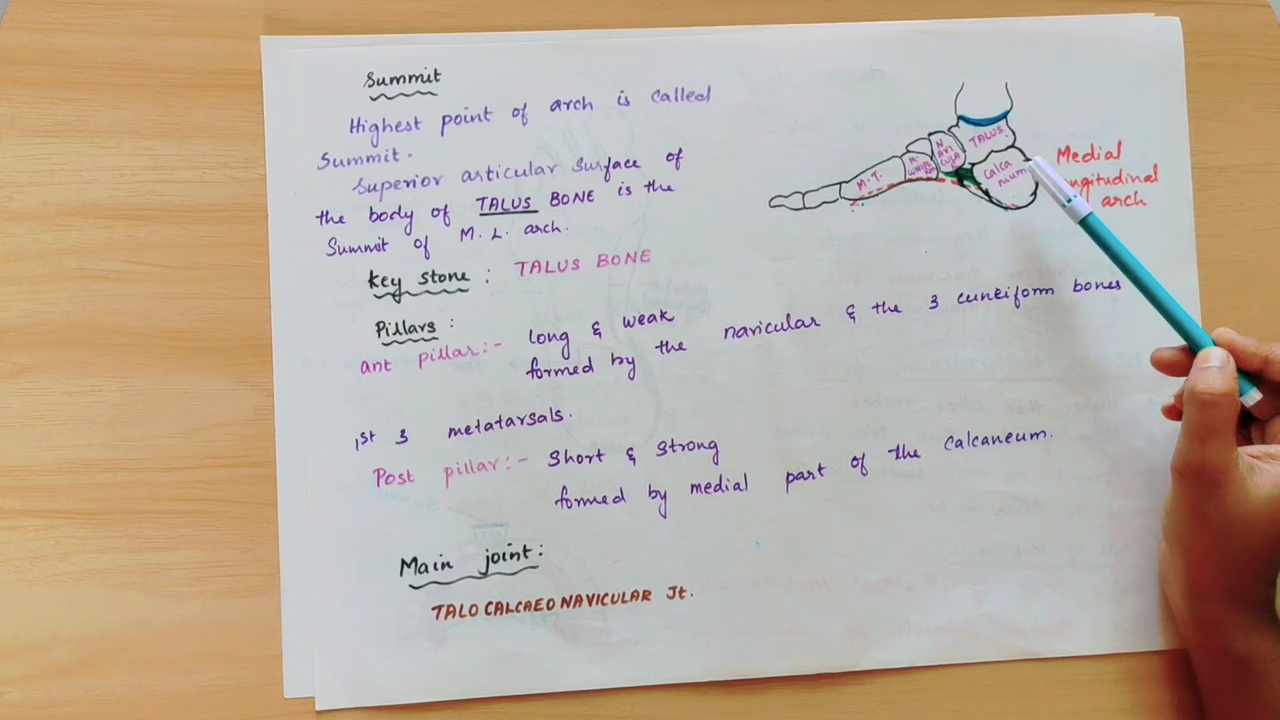 Summit
Highest point of arch is called
Summit.
Superior articular surface of
the body of TALUS BONE is the
Summit of M. L. arch.
Key stone : TALUS BONE
Pillars :
ant pillar:- long & weak
formed by the navicular & the 3 cuneiform bones
1st 3 metatarsals.
Post pillar:- Short & Strong
formed by medial part of the Calcaneum.
Main joint:
TALO CALCAEO NAVICULAR Jt.
TALUS
Calca
neum
M.T.
Medial
arch